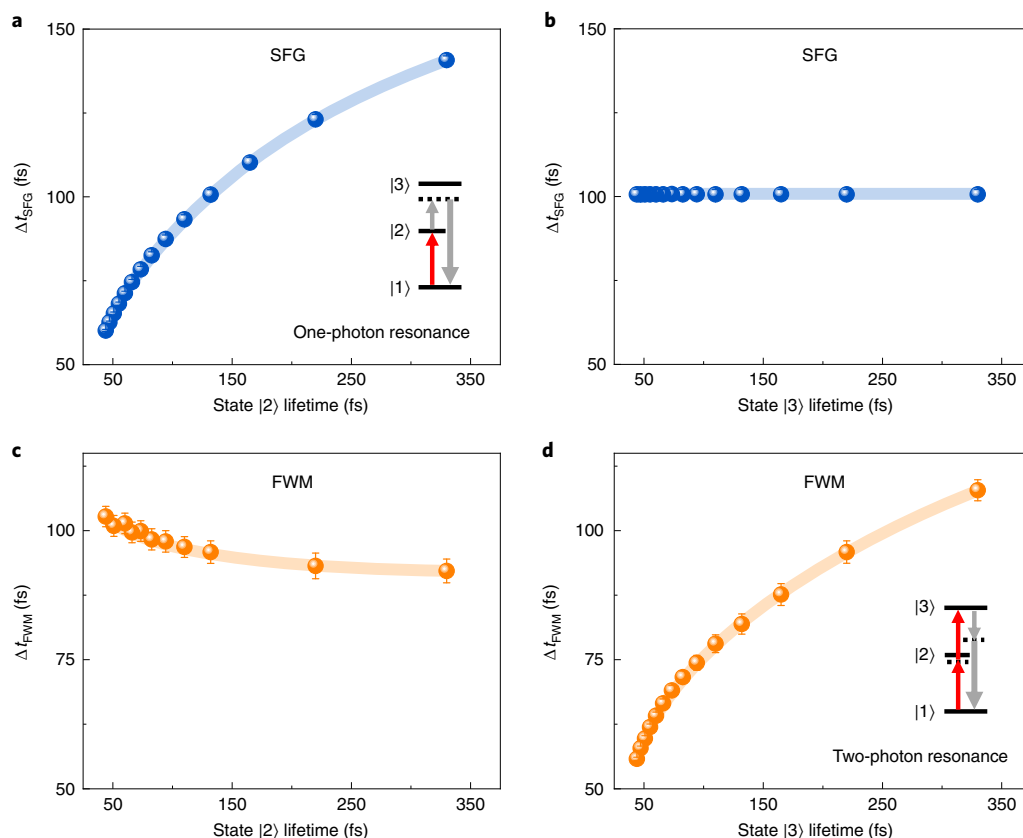 a
SFG
150
100
50
Δt_SFG (fs)
|3⟩
|2⟩
|1⟩
One-photon resonance
50 150 250 350
State |2⟩ lifetime (fs)
b
SFG
150
100
50
Δt_SFG (fs)
50 150 250 350
State |3⟩ lifetime (fs)
c
FWM
100
75
50
Δt_FWM (fs)
50 150 250 350
State |2⟩ lifetime (fs)
d
FWM
100
75
50
Δt_FWM (fs)
|3⟩
|2⟩
|1⟩
Two-photon resonance
50 150 250 350
State |3⟩ lifetime (fs)